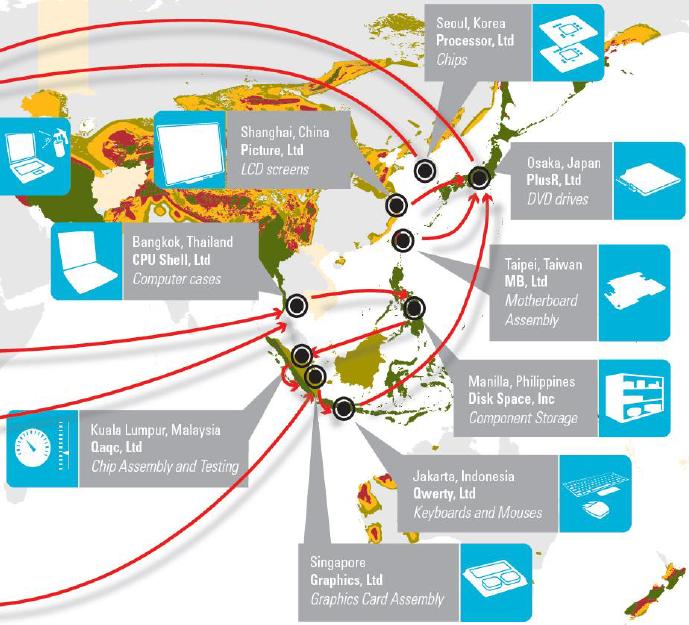 Seoul, Korea
Processor, Ltd
Chips
Shanghai, China
Picture, Ltd
LCD screens
Osaka, Japan
PlusR, Ltd
DVD drives
Bangkok, Thailand
CPU Shell, Ltd
Computer cases
Taipei, Taiwan
MB, Ltd
Motherboard
Assembly
Manilla, Philippines
Disk Space, Inc
Component Storage
Kuala Lumpur, Malaysia
Qaqc, Ltd
Chip Assembly and Testing
Jakarta, Indonesia
Qwerty, Ltd
Keyboards and Mouses
Singapore
Graphics, Ltd
Graphics Card Assembly